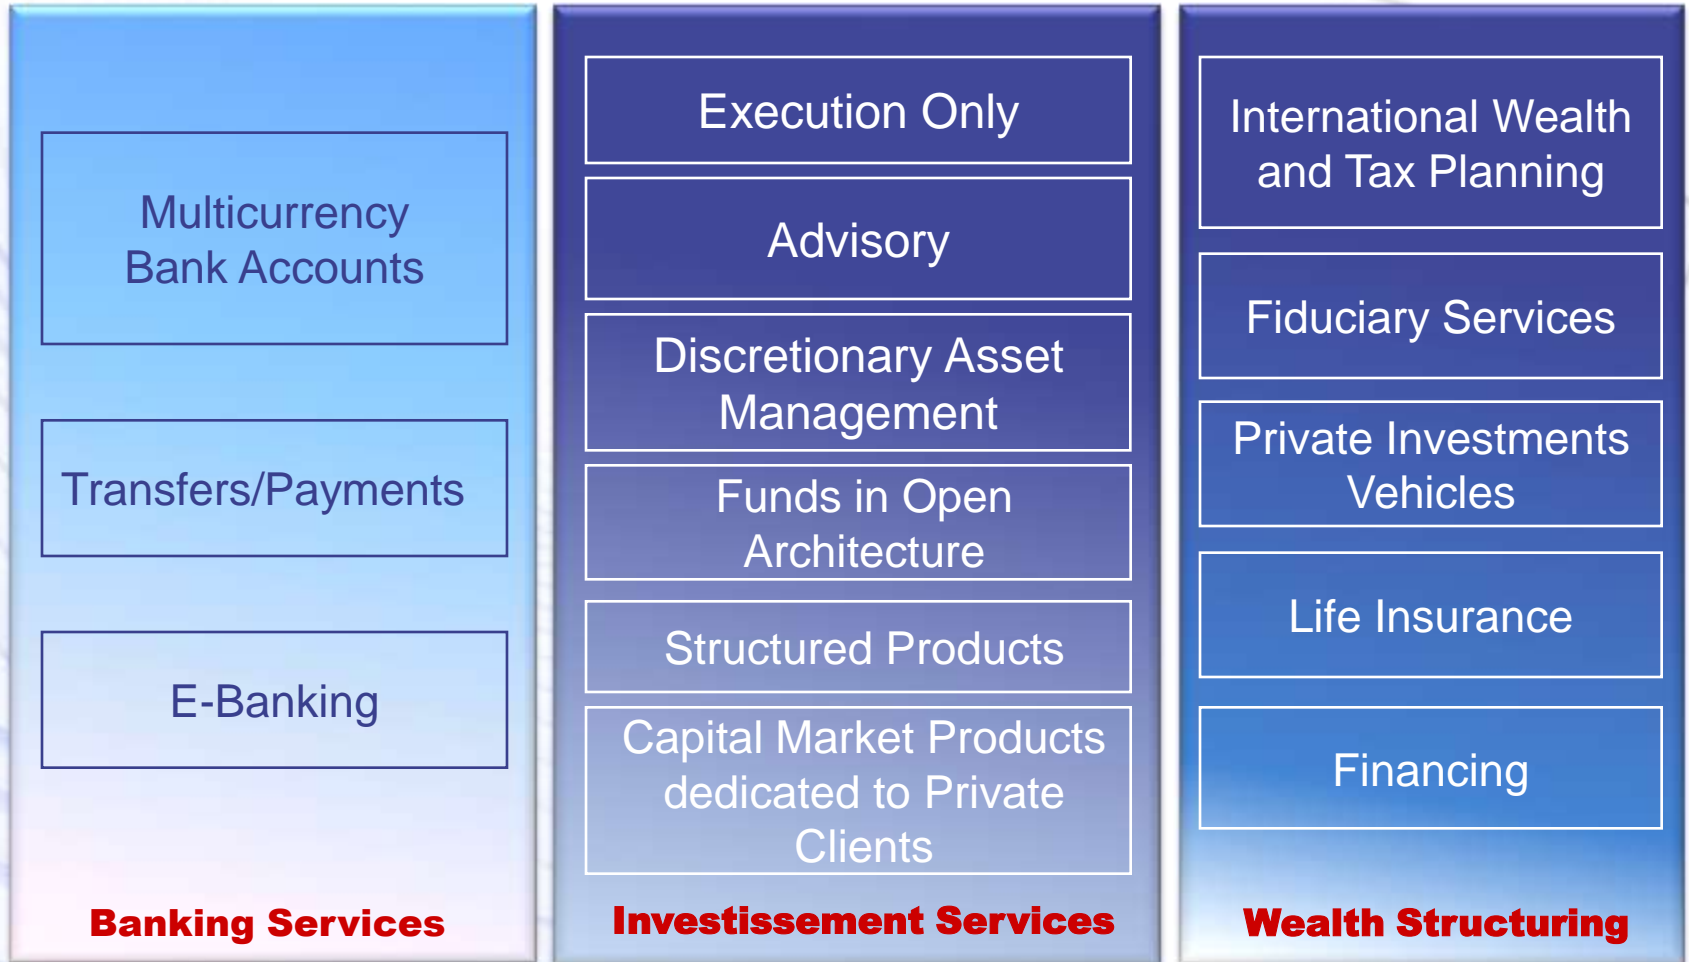 Multicurrency
Bank Accounts
Transfers/Payments
E-Banking
Banking Services
Execution Only
Advisory
Discretionary Asset
Management
Funds in Open
Architecture
Structured Products
Capital Market Products
dedicated to Private
Clients
Investissement Services
International Wealth
and Tax Planning
Fiduciary Services
Private Investments
Vehicles
Life Insurance
Financing
Wealth Structuring